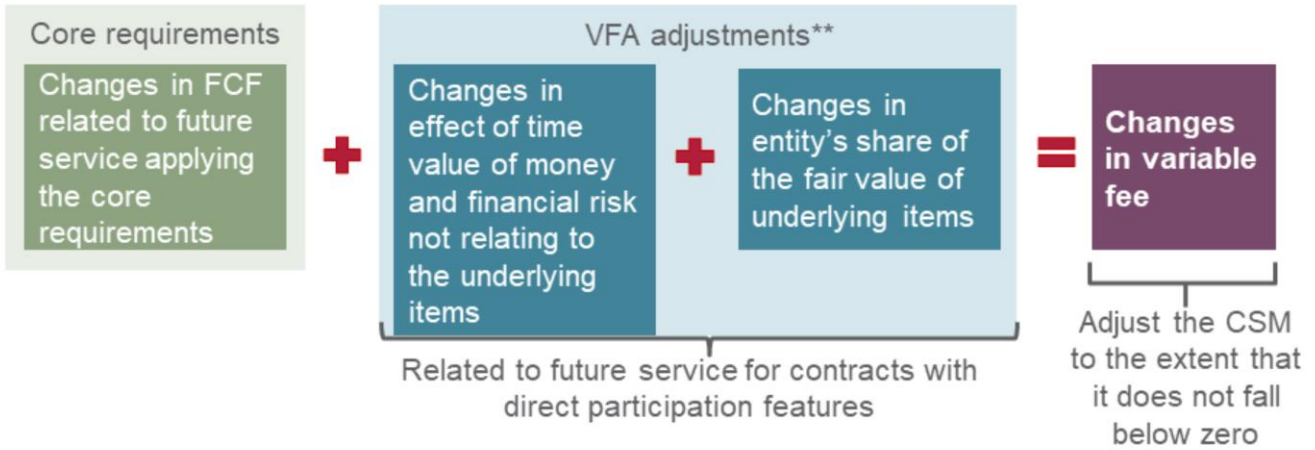 Core requirements
Changes in FCF
related to future
service applying
the core
requirements
+
VFA adjustments**
Changes in
effect of time
value of money
and financial risk
not relating to
the underlying
items
+
Changes in
entity's share of
the fair value of
underlying items
=
Changes
in variable
fee
Related to future service for contracts with
direct participation features
Adjust the CSM
to the extent that
it does not fall
below zero